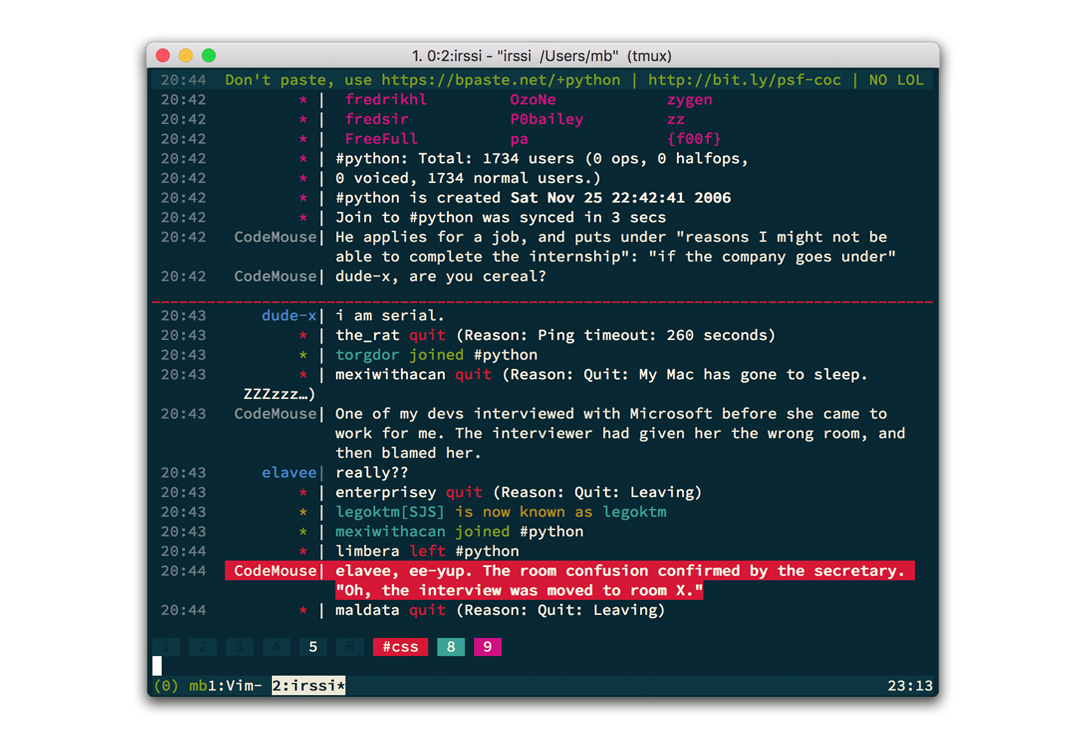 1. 0:2:irssi - "irssi /Users/mb" (tmux)
20:44 Don't paste, use https://bpaste.net/+python | http://bit.ly/psf-coc | NO LOL
20:42 * | fredrikhl OzoNe zygen
20:42 * | fredsir P0bailey zz
20:42 * | FreeFull pa {f00f}
20:42 * | #python: Total: 1734 users (0 ops, 0 halfops,
20:42 * | 0 voiced, 1734 normal users.)
20:42 * | #python is created Sat Nov 25 22:42:41 2006
20:42 * | Join to #python was synced in 3 secs
20:42 CodeMouse| He applies for a job, and puts under "reasons I might not be
able to complete the internship": "if the company goes under"
20:42 CodeMouse| dude-x, are you cereal?
20:43 dude-x| i am serial.
20:43 * | the_rat quit (Reason: Ping timeout: 260 seconds)
20:43 * | torgdor joined #python
20:43 * | mexiwithacan quit (Reason: Quit: My Mac has gone to sleep.
ZZZzzz…)
20:43 CodeMouse| One of my devs interviewed with Microsoft before she came to
work for me. The interviewer had given her the wrong room, and
then blamed her.
20:43 elavee| really??
20:43 * | enterprisey quit (Reason: Quit: Leaving)
20:43 * | legoktm[SJS] is now known as legoktm
20:43 * | mexiwithacan joined #python
20:44 * | limbera left #python
20:44 CodeMouse| elavee, ee-yup. The room confusion confirmed by the secretary.
"Oh, the interview was moved to room X."
20:44 * | maldata quit (Reason: Quit: Leaving)
1 2 3 4 5 6 #css 8 9
(0) mb1:Vim- 2:irssi* 23:13